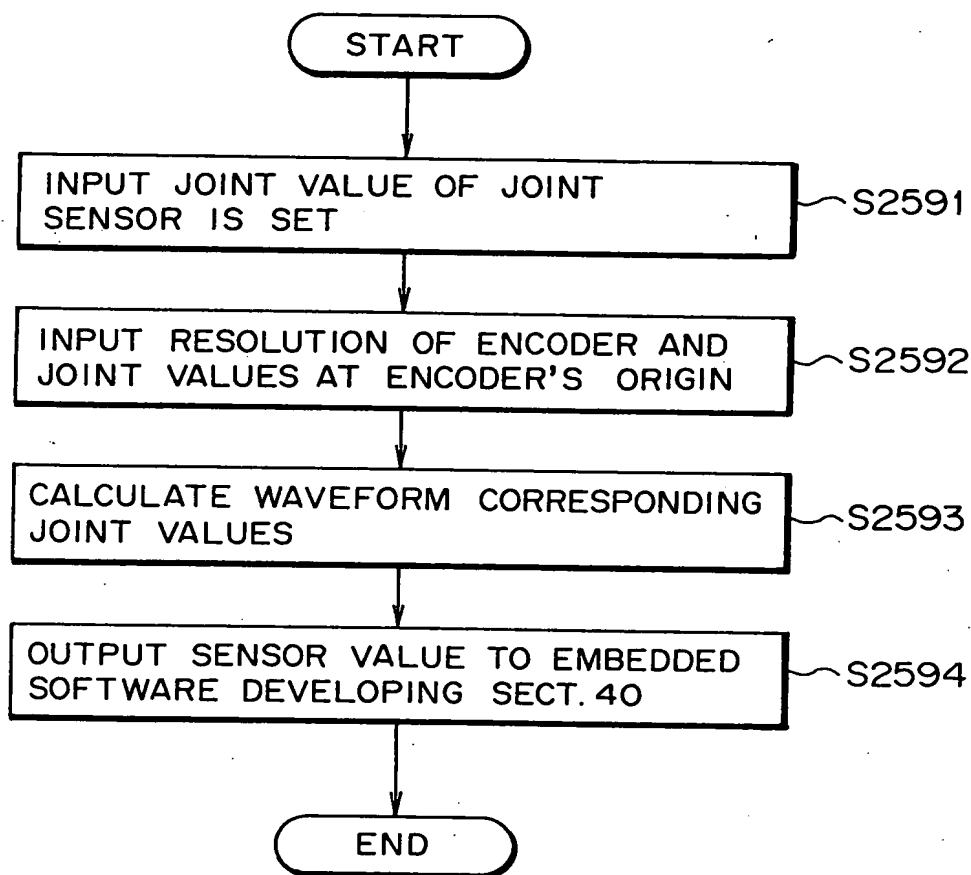 START
INPUT JOINT VALUE OF JOINT
SENSOR IS SET
S2591
INPUT RESOLUTION OF ENCODER AND
JOINT VALUES AT ENCODER'S ORIGIN
S2592
CALCULATE WAVEFORM CORRESPONDING
JOINT VALUES
S2593
OUTPUT SENSOR VALUE TO EMBEDDED
SOFTWARE DEVELOPING SECT. 40
S2594
END